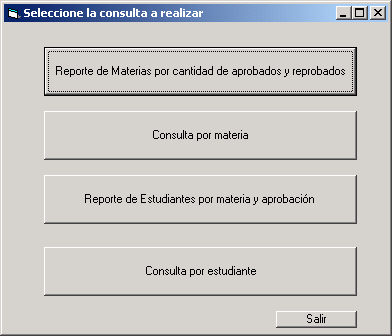 Seleccione la consulta a realizar
Reporte de Materias por cantidad de aprobados y reprobados
Consulta por materia
Reporte de Estudiantes por materia y aprobación
Consulta por estudiante
Salir